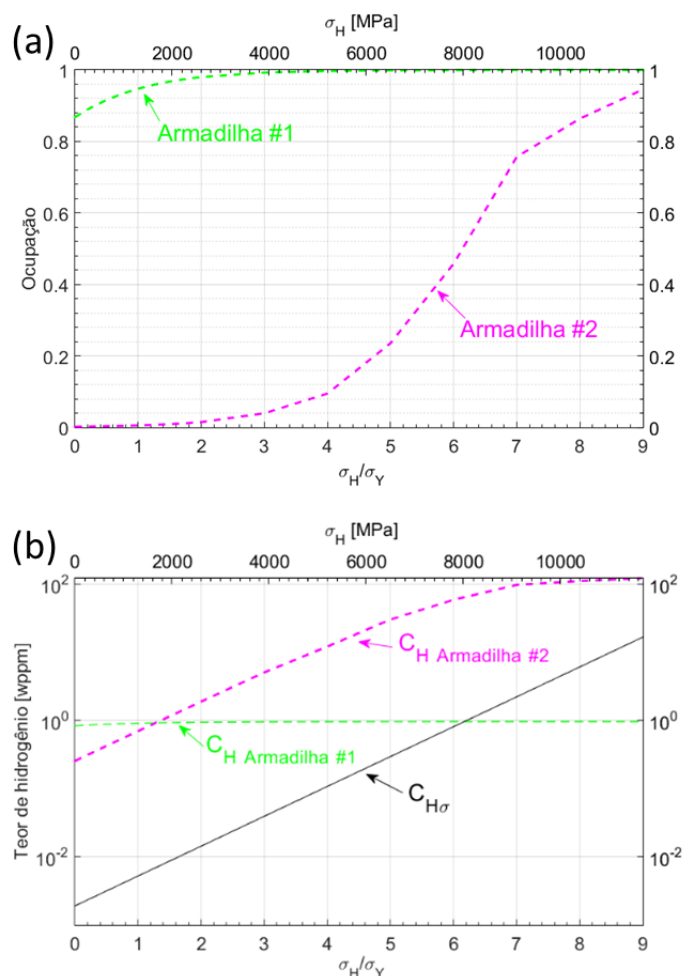 (a)
σH [MPa]
0 2000 4000 6000 8000 10000
1 1
0.8 0.8
0.6 0.6
0.4 0.4
0.2 0.2
0 0
Ocupação
Armadilha #1
Armadilha #2
0 1 2 3 4 5 6 7 8 9
σH/σY
(b)
σH [MPa]
0 2000 4000 6000 8000 10000
10² 10²
10⁰ 10⁰
10⁻² 10⁻²
Teor de hidrogênio [wppm]
CH Armadilha #2
CH Armadilha #1
CHσ
0 1 2 3 4 5 6 7 8 9
σH/σY